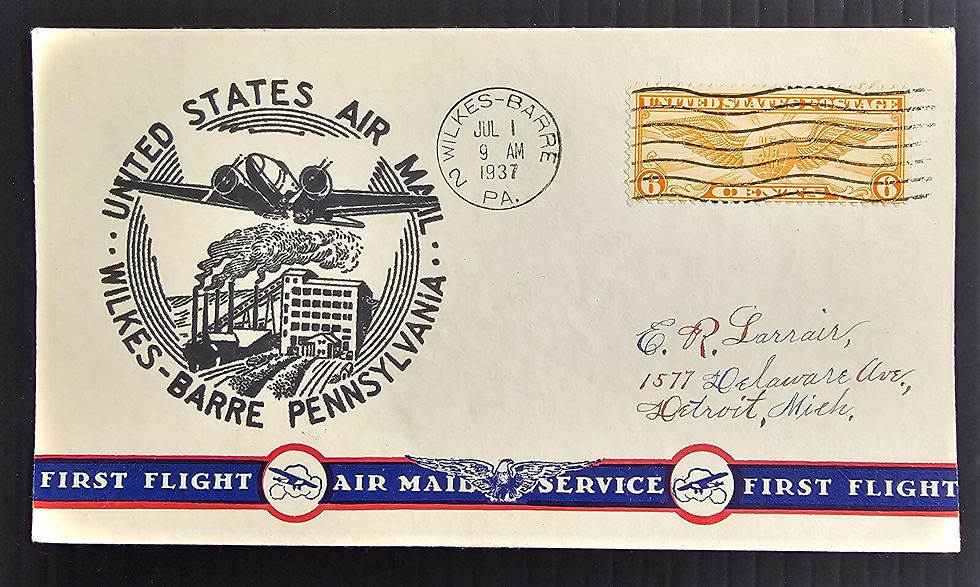 UNITED STATES AIR MAIL
WILKES-BARRE PENNSYLVANIA
WILKES-BARRE
2
JUL 1
9 AM
1937
PA.
UNITED STATES POSTAGE
6 CENTS 6
E. R. Larrair,
1577 Delaware Ave.,
Detroit, Mich.
FIRST FLIGHT AIR MAIL SERVICE FIRST FLIGHT